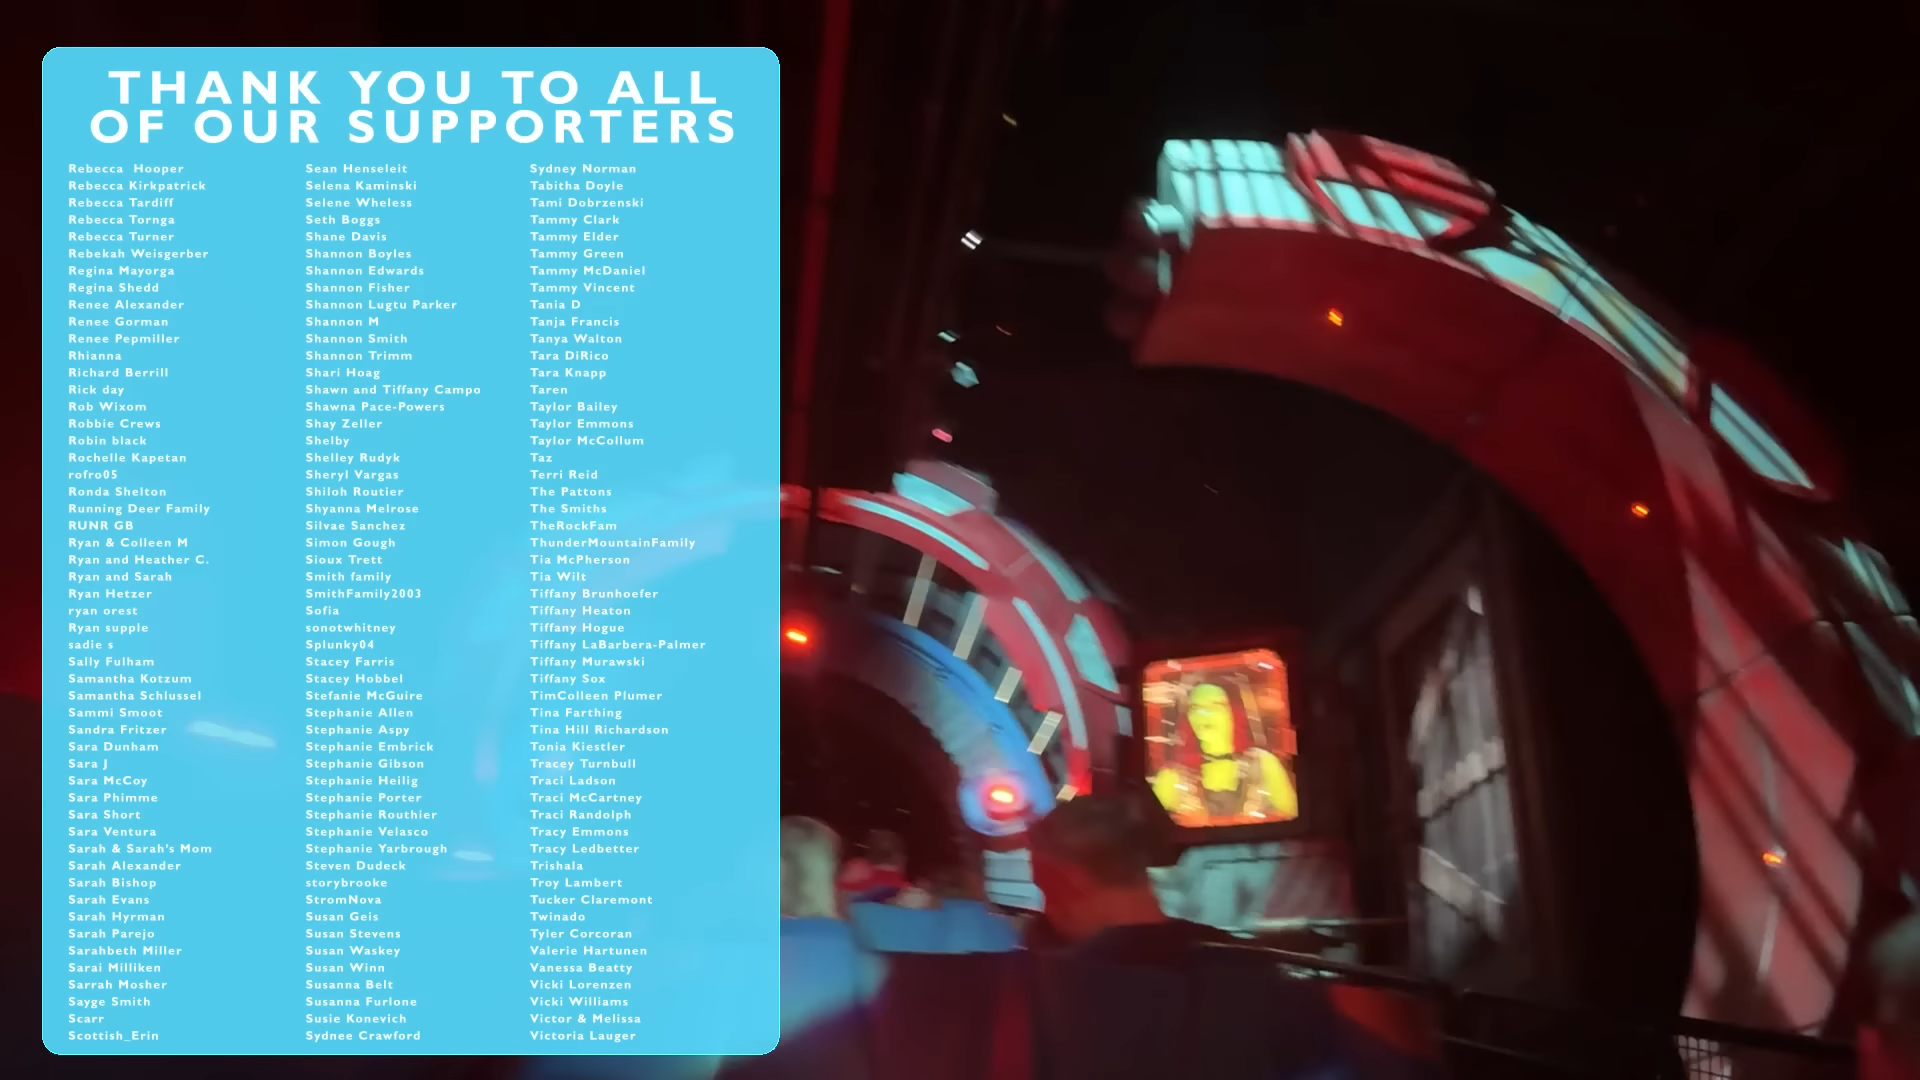 THANK YOU TO ALL
OF OUR SUPPORTERS
Rebecca  Hooper
Rebecca Kirkpatrick
Rebecca Tardiff
Rebecca Tornga
Rebecca Turner
Rebekah Weisgerber
Regina Mayorga
Regina Shedd
Renee Alexander
Renee Gorman
Renee Pepmiller
Rhianna
Richard Berrill
Rick day
Rob Wixom
Robbie Crews
Robin black
Rochelle Kapetan
rofro05
Ronda Shelton
Running Deer Family
RUNR GB
Ryan & Colleen M
Ryan and Heather C.
Ryan and Sarah
Ryan Hetzer
ryan orest
Ryan supple
sadie s
Sally Fulham
Samantha Kotzum
Samantha Schlussel
Sammi Smoot
Sandra Fritzer
Sara Dunham
Sara J
Sara McCoy
Sara Phimme
Sara Short
Sara Ventura
Sarah & Sarah's Mom
Sarah Alexander
Sarah Bishop
Sarah Evans
Sarah Hyrman
Sarah Parejo
Sarahbeth Miller
Sarai Milliken
Sarrah Mosher
Sayge Smith
Scarr
Scottish_Erin
Sean Henseleit
Selena Kaminski
Selene Wheless
Seth Boggs
Shane Davis
Shannon Boyles
Shannon Edwards
Shannon Fisher
Shannon Lugtu Parker
Shannon M
Shannon Smith
Shannon Trimm
Shari Hoag
Shawn and Tiffany Campo
Shawna Pace-Powers
Shay Zeller
Shelby
Shelley Rudyk
Sheryl Vargas
Shiloh Routier
Shyanna Melrose
Silvae Sanchez
Simon Gough
Sioux Trett
Smith family
SmithFamily2003
Sofia
sonotwhitney
Splunky04
Stacey Farris
Stacey Hobbel
Stefanie McGuire
Stephanie Allen
Stephanie Aspy
Stephanie Embrick
Stephanie Gibson
Stephanie Heilig
Stephanie Porter
Stephanie Routhier
Stephanie Velasco
Stephanie Yarbrough
Steven Dudeck
storybrooke
StromNova
Susan Geis
Susan Stevens
Susan Waskey
Susan Winn
Susanna Belt
Susanna Furlone
Susie Konevich
Sydnee Crawford
Sydney Norman
Tabitha Doyle
Tami Dobrzenski
Tammy Clark
Tammy Elder
Tammy Green
Tammy McDaniel
Tammy Vincent
Tania D
Tanja Francis
Tanya Walton
Tara DiRico
Tara Knapp
Taren
Taylor Bailey
Taylor Emmons
Taylor McCollum
Taz
Terri Reid
The Pattons
The Smiths
TheRockFam
ThunderMountainFamily
Tia McPherson
Tia Wilt
Tiffany Brunhoefer
Tiffany Heaton
Tiffany Hogue
Tiffany LaBarbera-Palmer
Tiffany Murawski
Tiffany Sox
TimColleen Plumer
Tina Farthing
Tina Hill Richardson
Tonia Kiestler
Tracey Turnbull
Traci Ladson
Traci McCartney
Traci Randolph
Tracy Emmons
Tracy Ledbetter
Trishala
Troy Lambert
Tucker Claremont
Twinado
Tyler Corcoran
Valerie Hartunen
Vanessa Beatty
Vicki Lorenzen
Vicki Williams
Victor & Melissa
Victoria Lauger